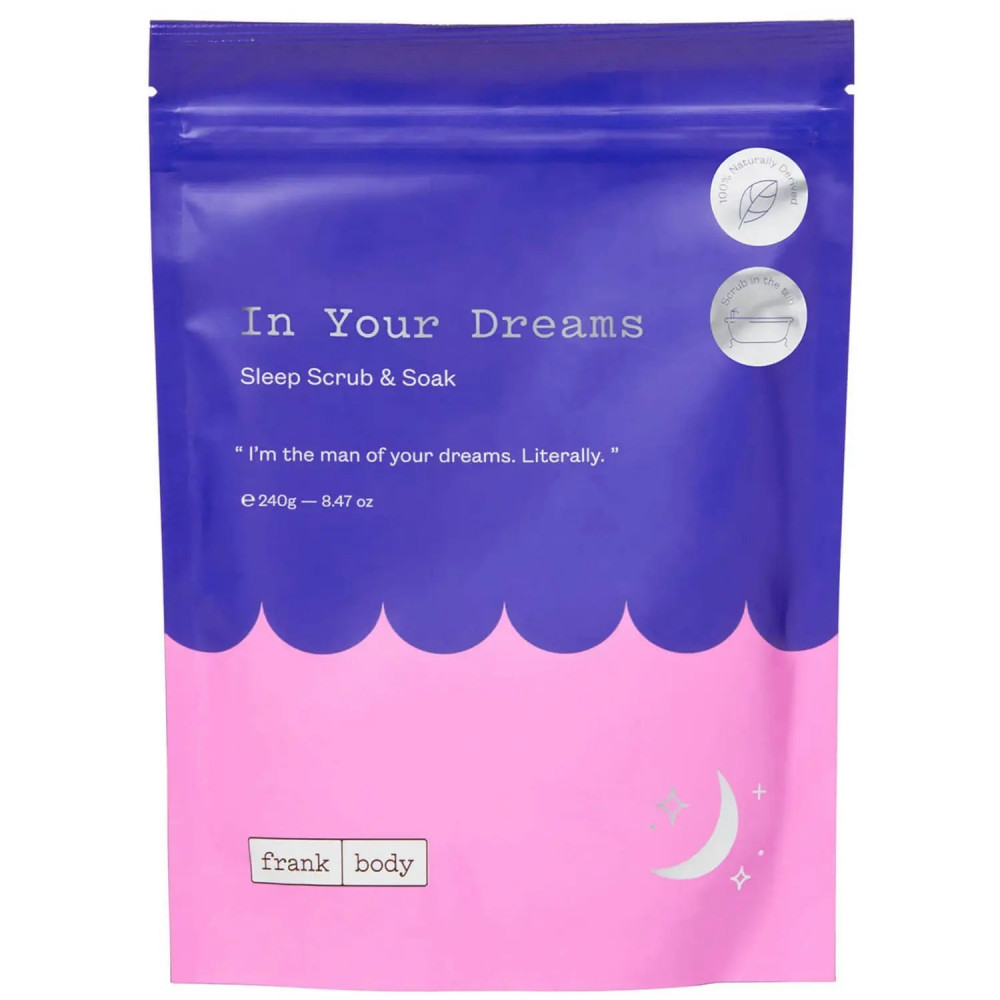 100% Naturally Derived
Scrub in the tub
In Your Dreams
Sleep Scrub & Soak
“ I’m the man of your dreams. Literally. ”
℮ 240g — 8.47 oz
frank body